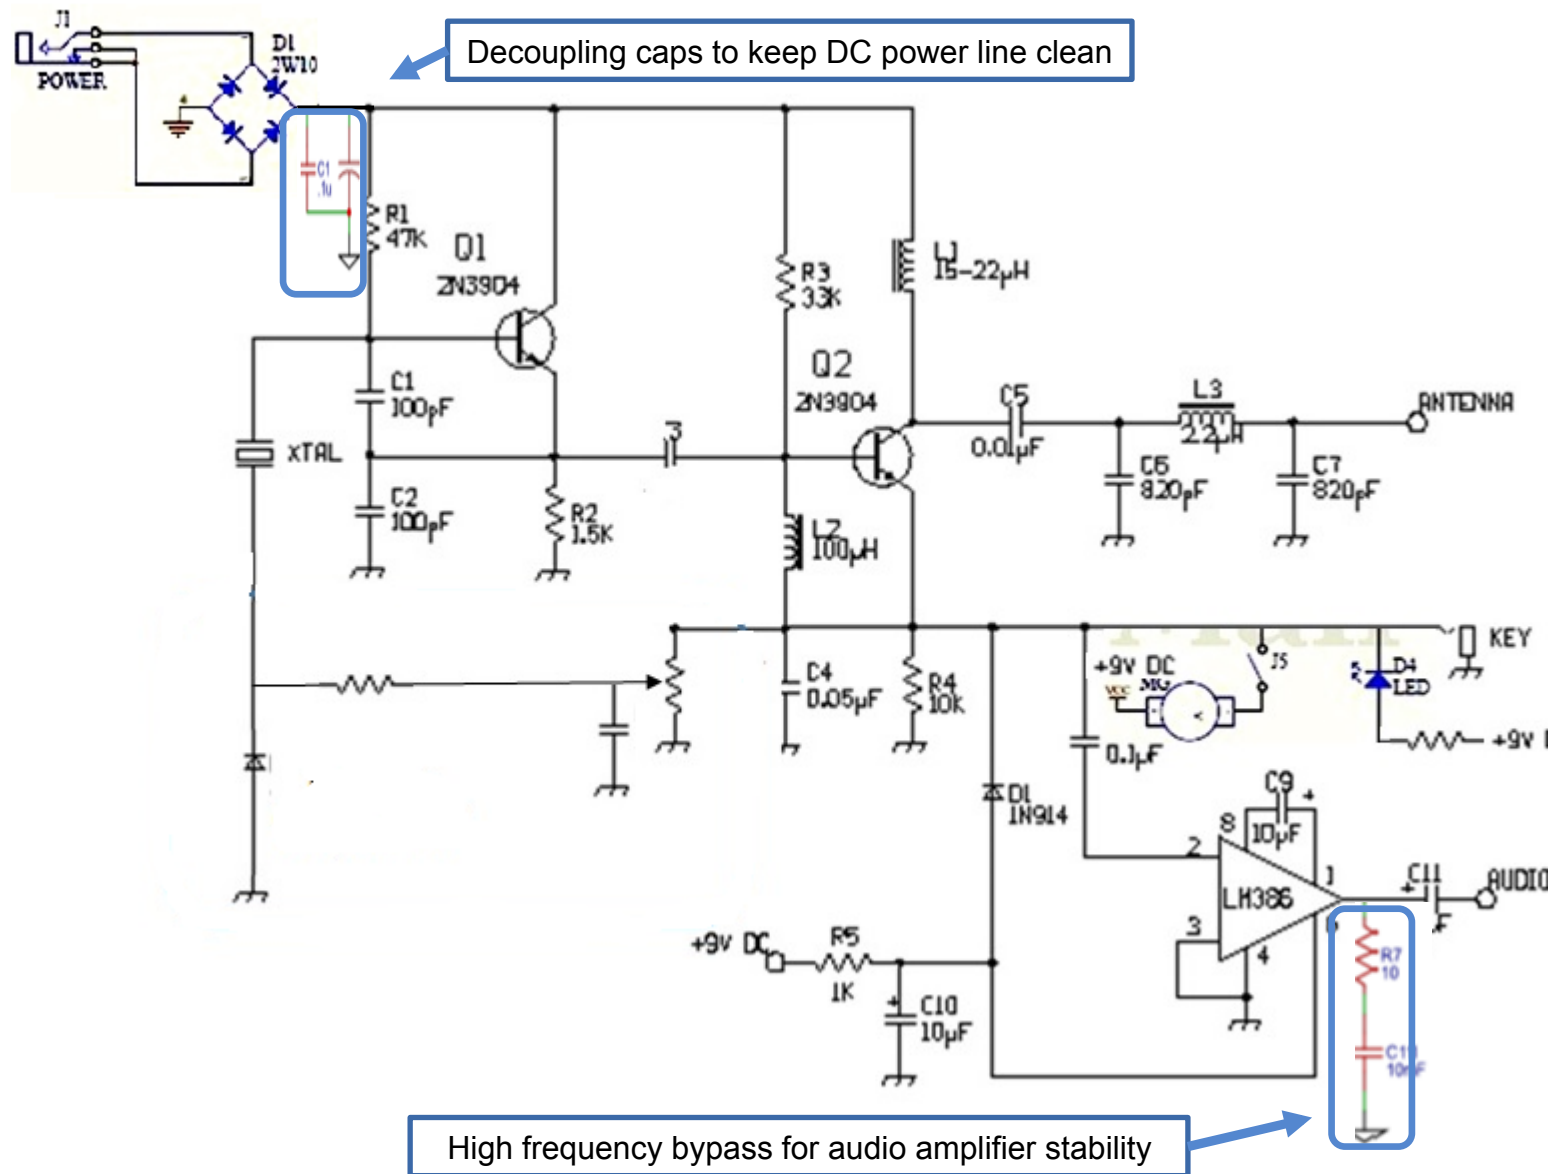 J1
POWER
D1
2W10
Decoupling caps to keep DC power line clean
C1
.1u
R1
47K
Q1
2N3904
R3
33K
L1
15-22µH
Q2
2N3904
C1
100pF
XTAL
C2
100pF
3
R2
1.5K
L2
100µH
C5
0.01µF
L3
2.2µH
ANTENNA
C6
820pF
C7
820pF
C4
0.05µF
R4
10K
+9V DC
VCC
J5
D4
LED
KEY
+9V
0.1µF
D1
1N914
C9
+
10µF
8
2
LM386
1
3
4
C11
+
AUDIO
F
R7
10
+9V DC
R5
1K
+
C10
10µF
High frequency bypass for audio amplifier stability